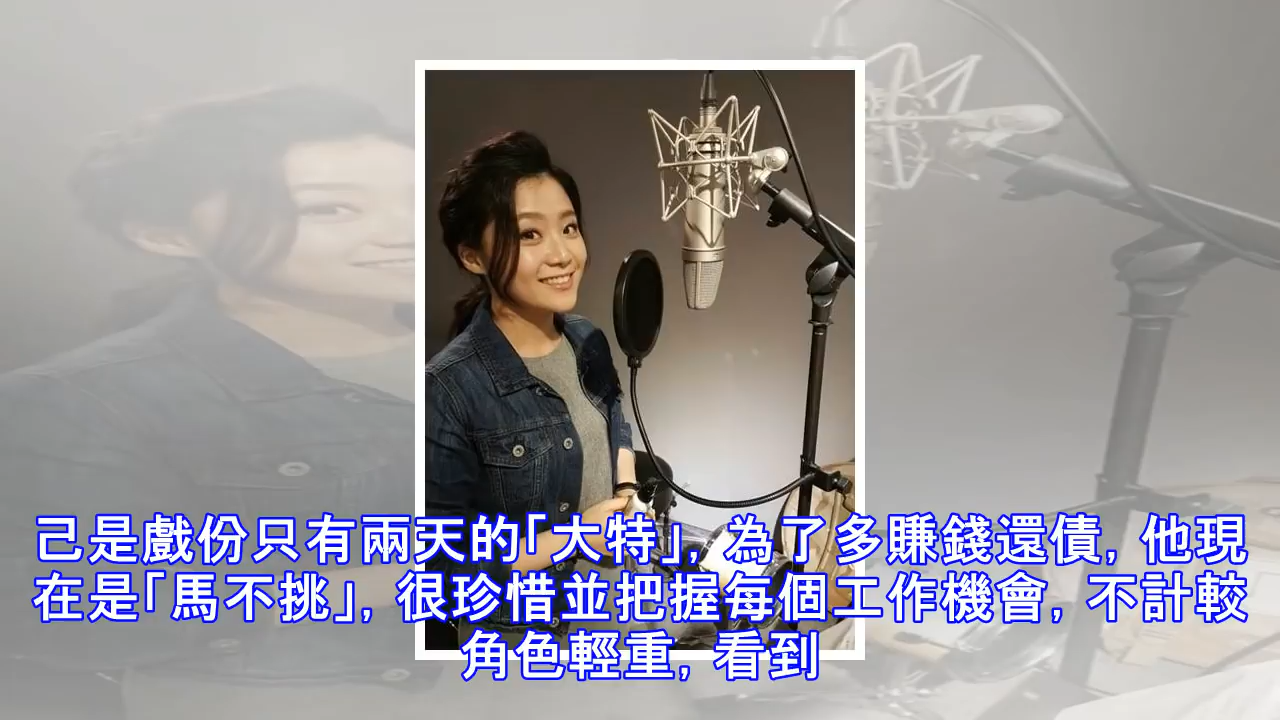 己是戲份只有兩天的「大特」, 為了多賺錢還債, 他現
在是「馬不挑」, 很珍惜並把握每個工作機會, 不計較
角色輕重, 看到